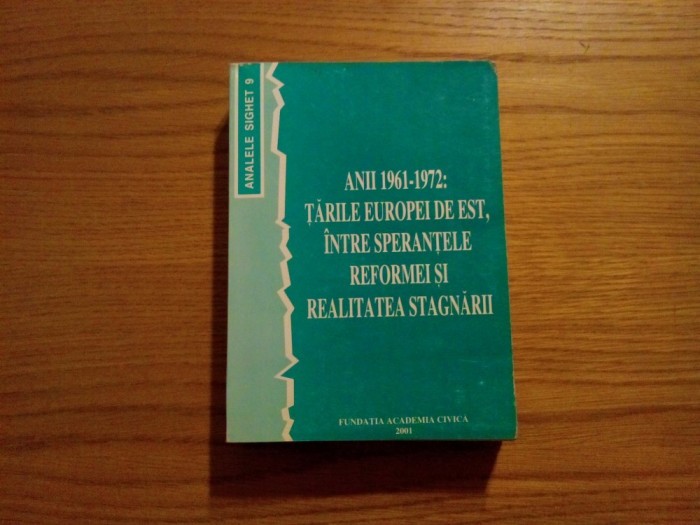 ANALELE SIGHET 9
ANII 1961-1972:
ȚĂRILE EUROPEI DE EST,
ÎNTRE SPERANȚELE
REFORMEI ȘI
REALITATEA STAGNĂRII
FUNDAȚIA ACADEMIA CIVICĂ
2001